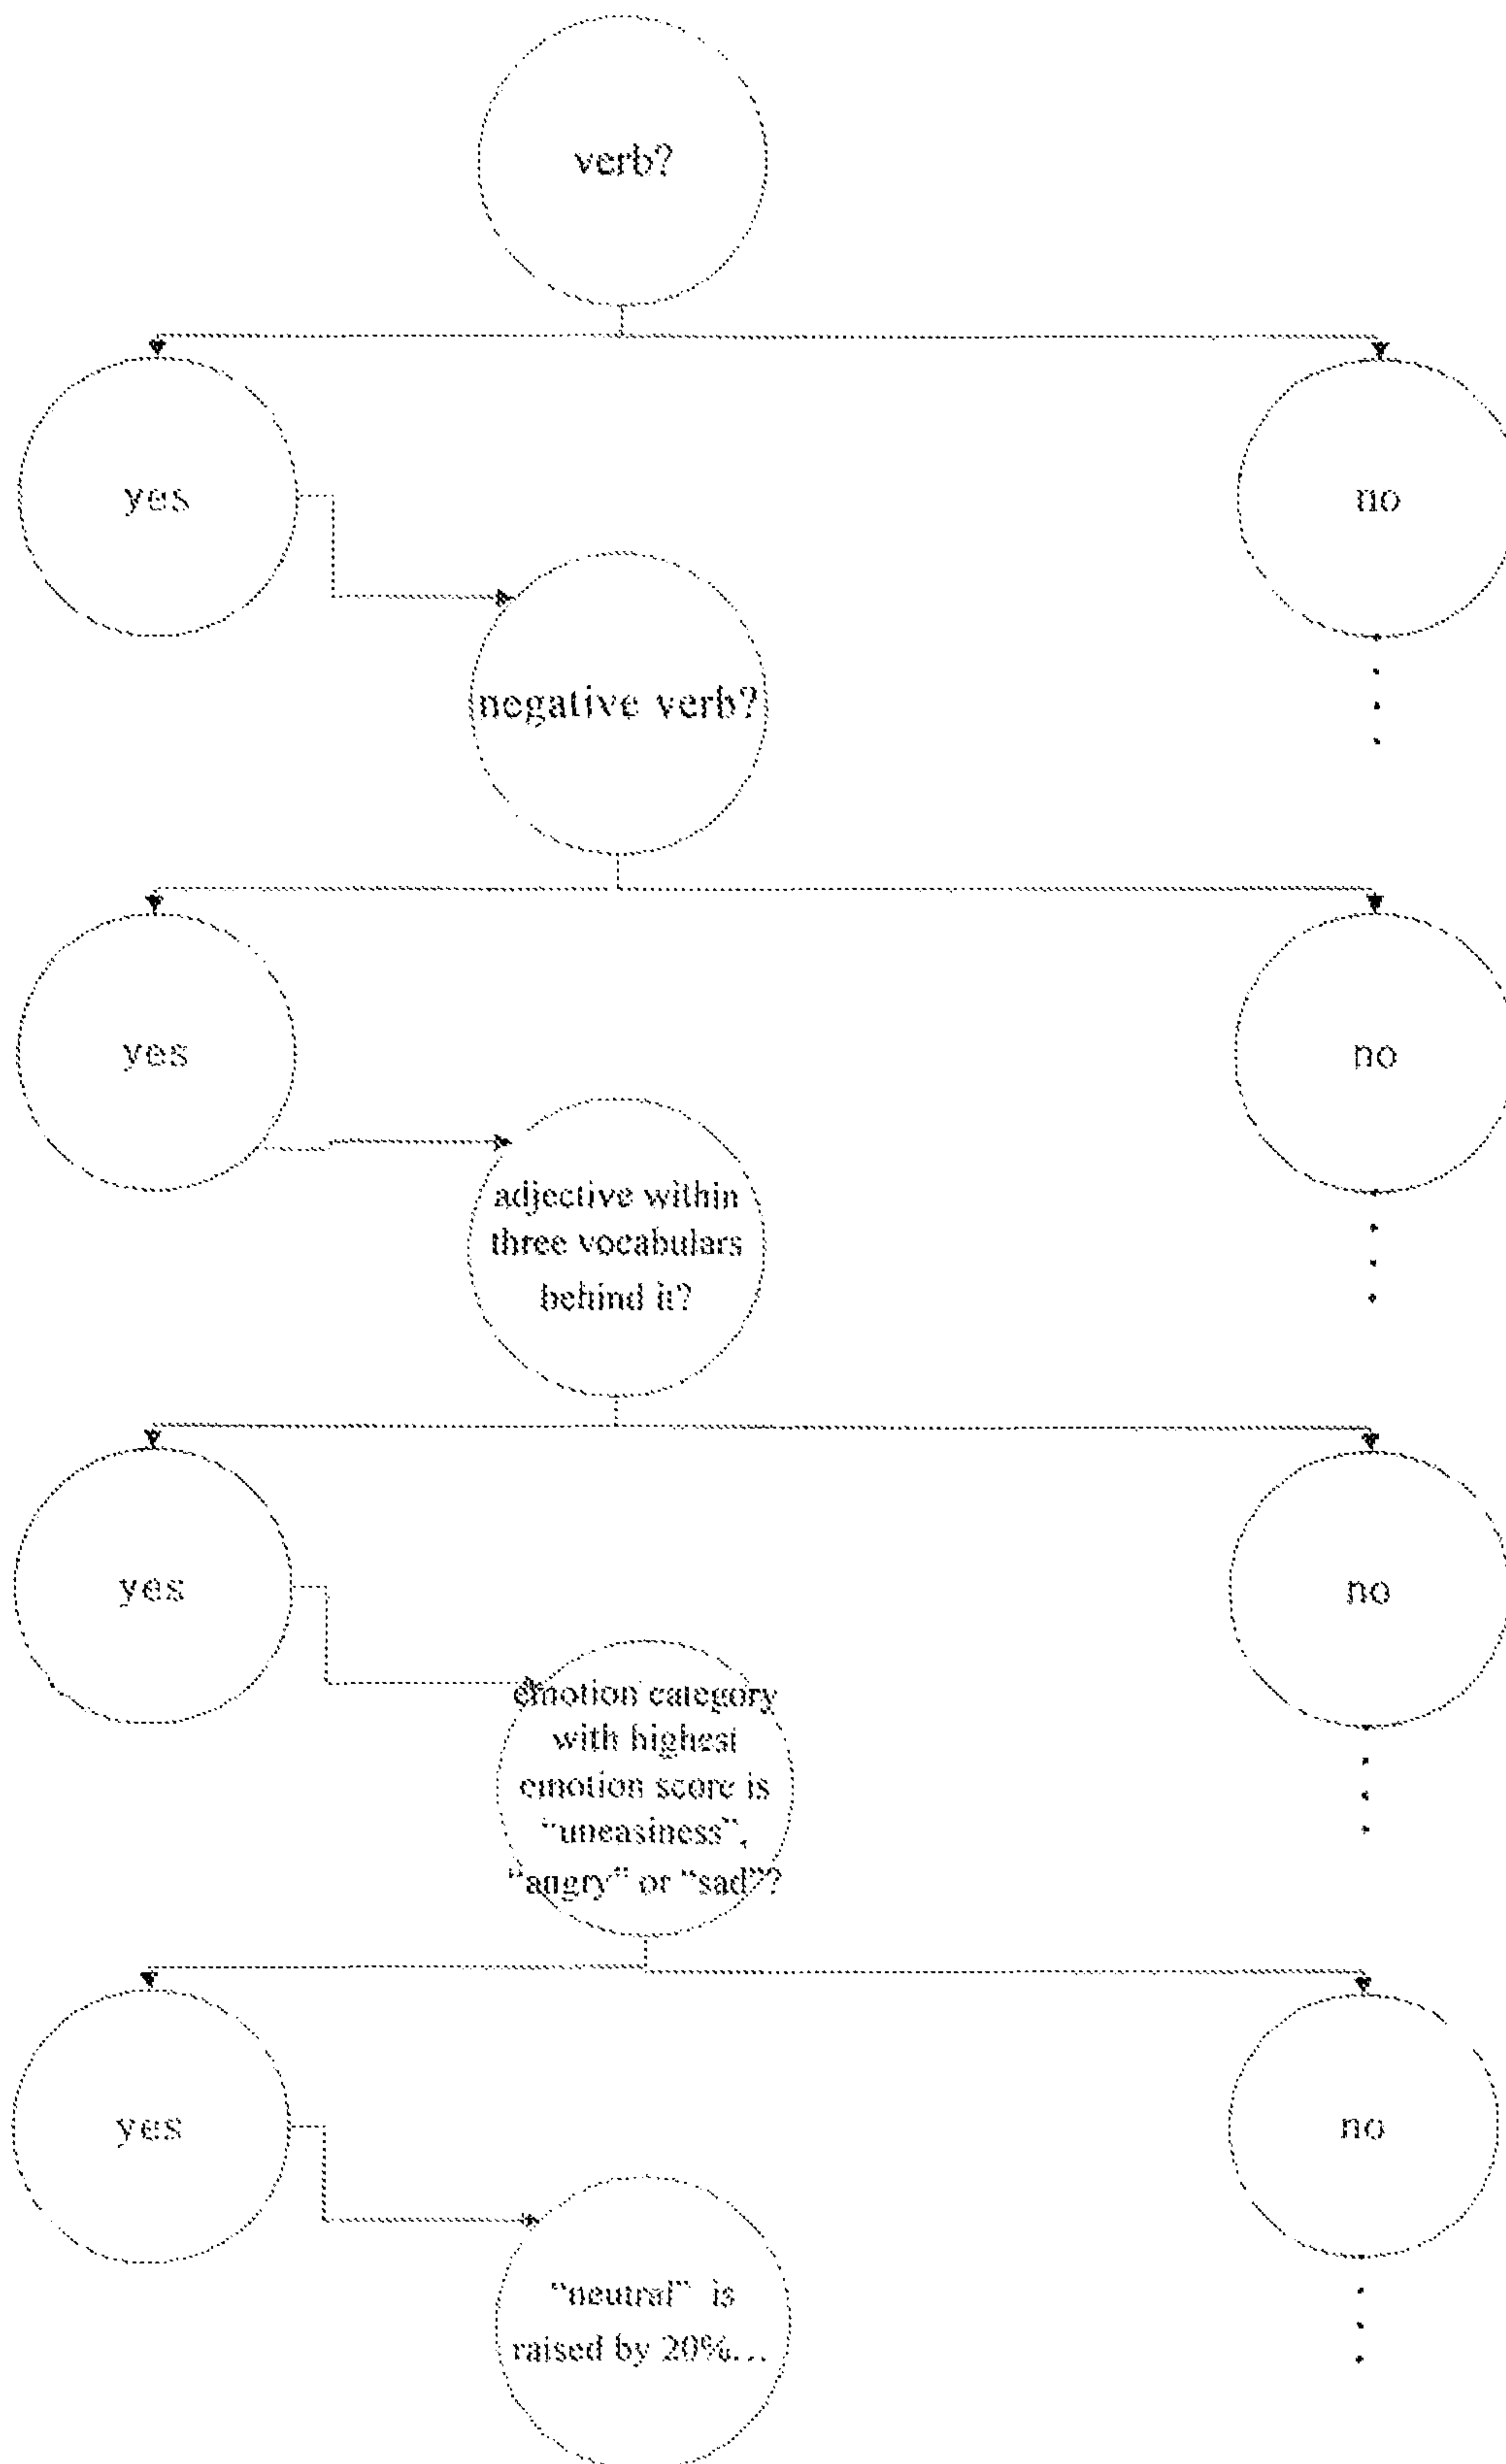 verb?
yes
no
negative verb?
yes
no
adjective within
three vocabulars
behind it?
yes
no
emotion category
with highest
emotion score is
“uneasiness”,
“angry” or “sad”?
yes
no
“neutral” is
raised by 20%...